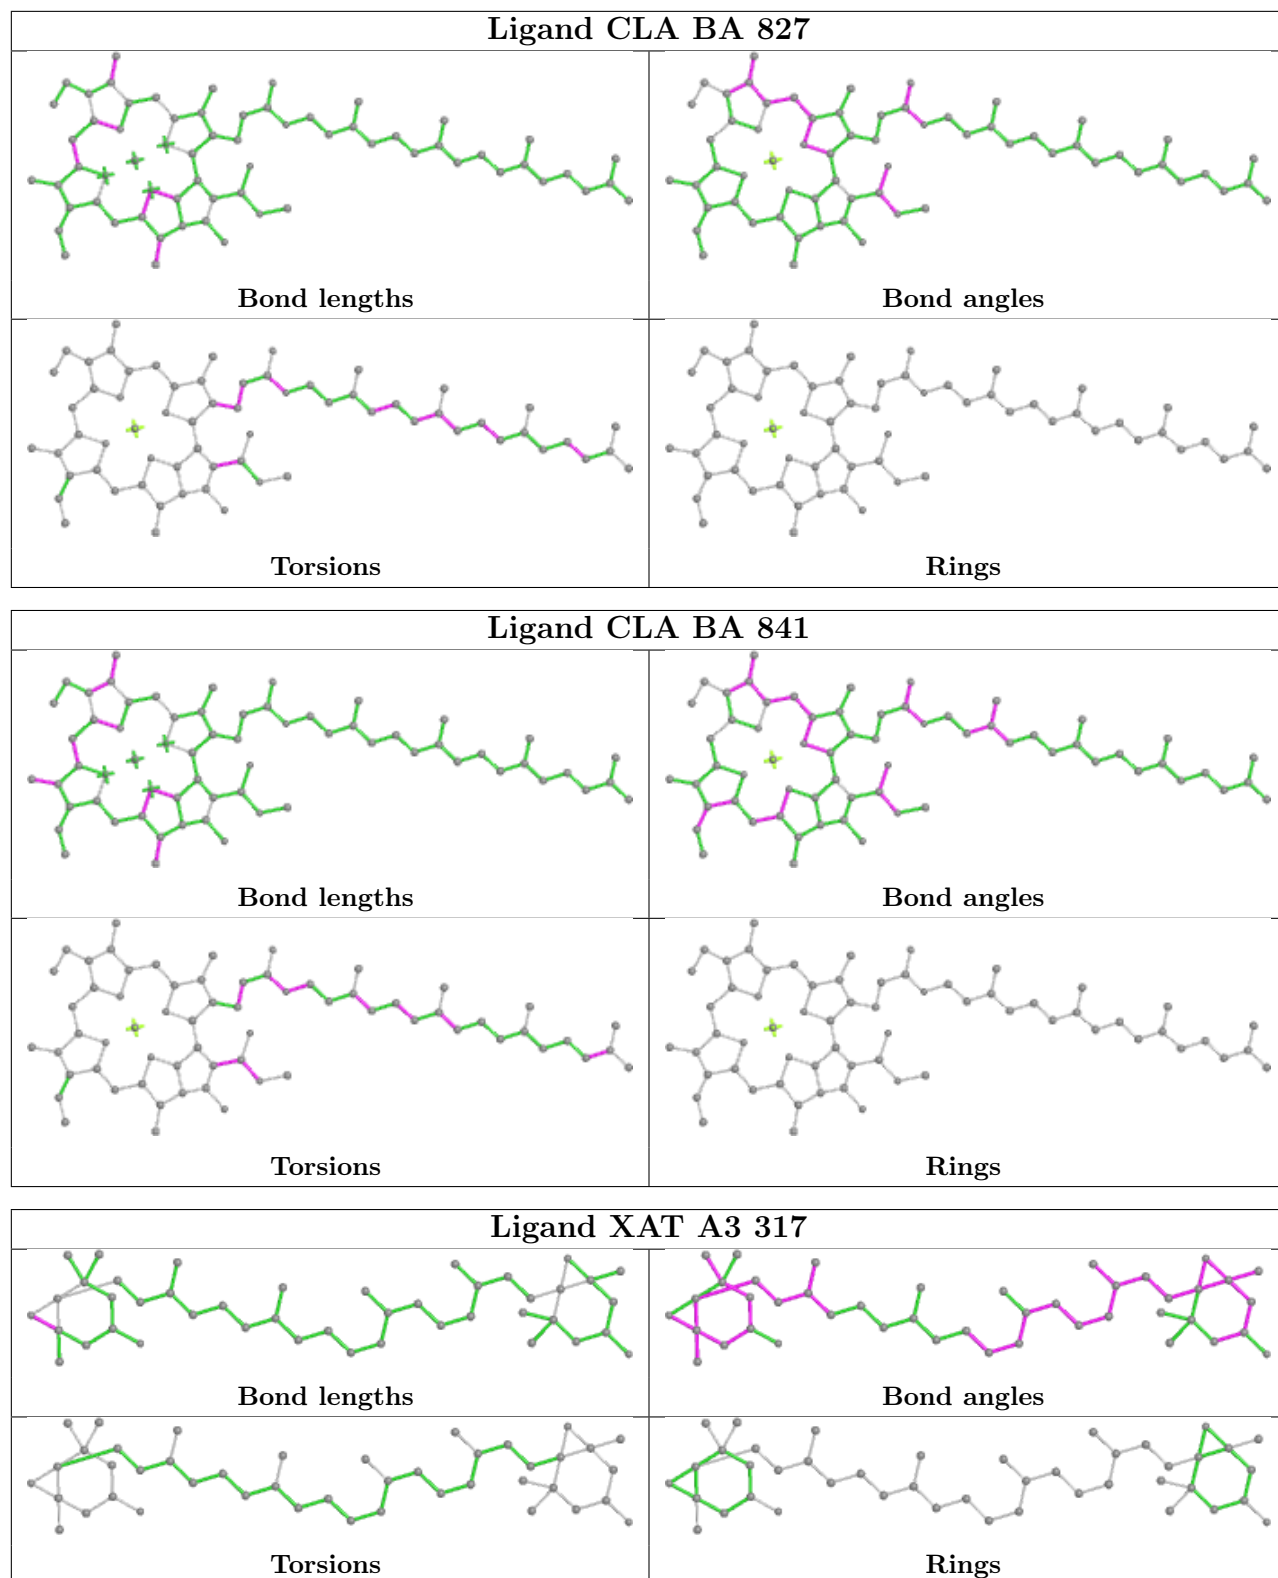 Ligand CLA BA 827
Bond lengths
Bond angles
Torsions
Rings
Ligand CLA BA 841
Bond lengths
Bond angles
Torsions
Rings
Ligand XAT A3 317
Bond lengths
Bond angles
Torsions
Rings